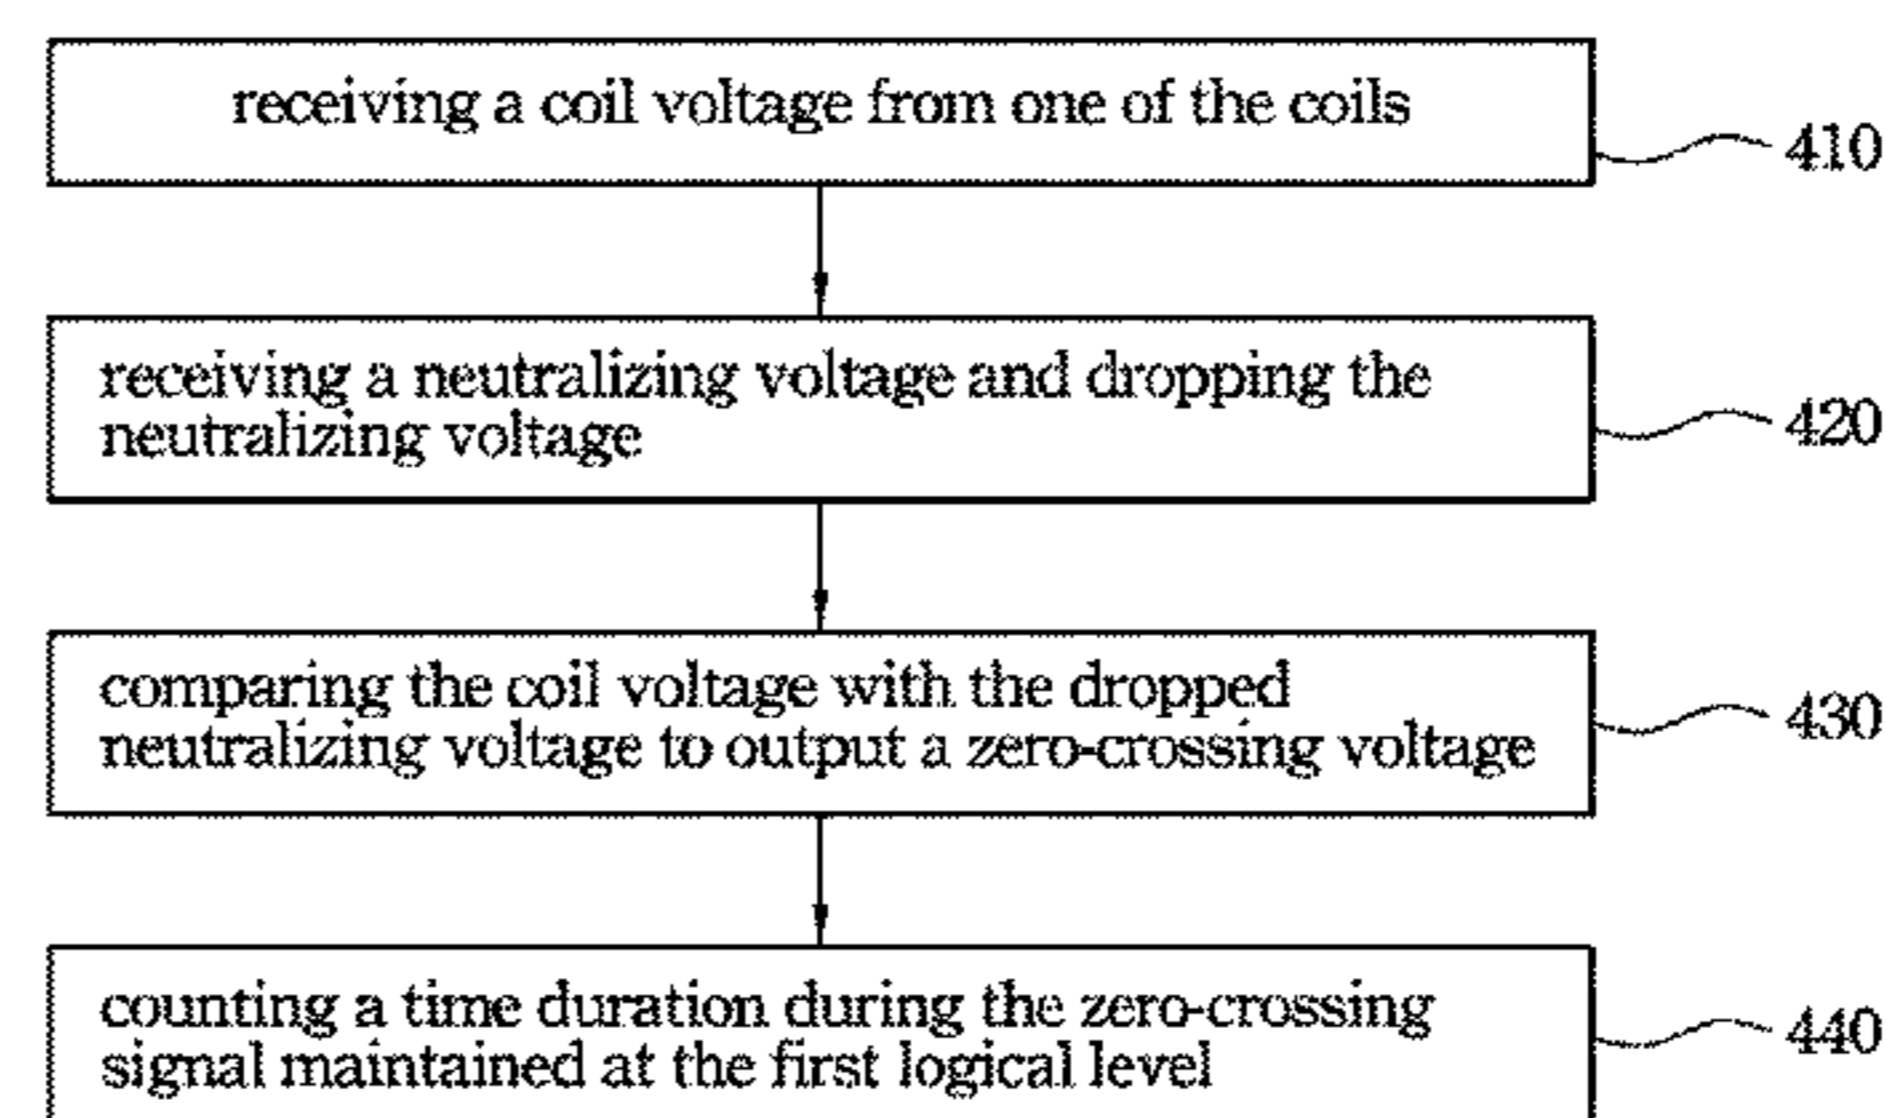 receiving a coil voltage from one of the coils
410
receiving a neutralizing voltage and dropping the
neutralizing voltage
420
comparing the coil voltage with the dropped
neutralizing voltage to output a zero-crossing voltage
430
counting a time duration during the zero-crossing
signal maintained at the first logical level
440